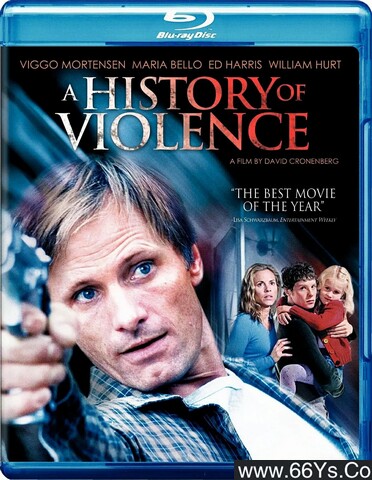 Blu-ray Disc
VIGGO MORTENSEN MARIA BELLO ED HARRIS WILLIAM HURT
A HISTORY OF
VIOLENCE
A FILM BY DAVID CRONENBERG
"THE BEST MOVIE
OF THE YEAR"
LISA SCHWARZBAUM, ENTERTAINMENT WEEKLY
www.66Ys.Co